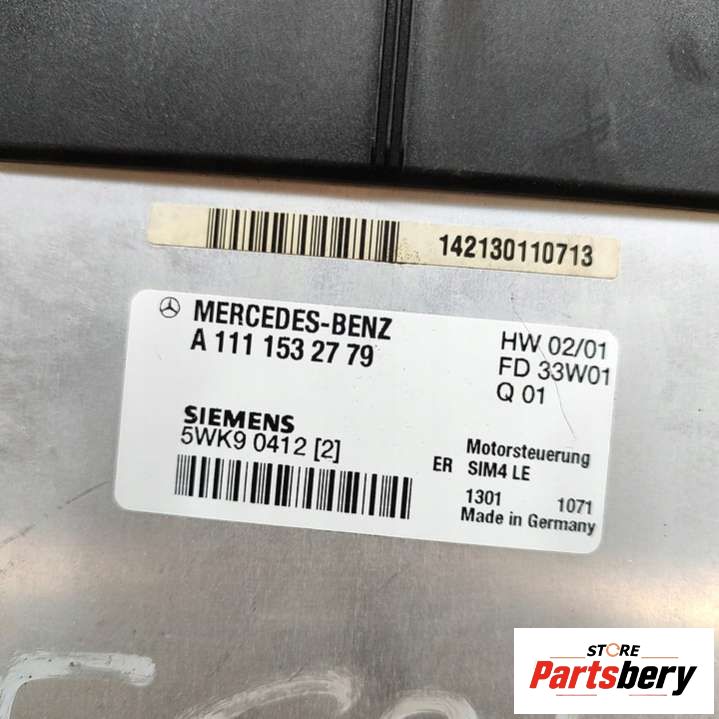 142130110713
MERCEDES-BENZ
A 111 153 27 79
HW 02/01
FD 33W01
Q 01
SIEMENS
5WK9 0412 [2]
Motorsteuerung
ER SIM4 LE
1301 1071
Made in Germany
STORE
Partsbery